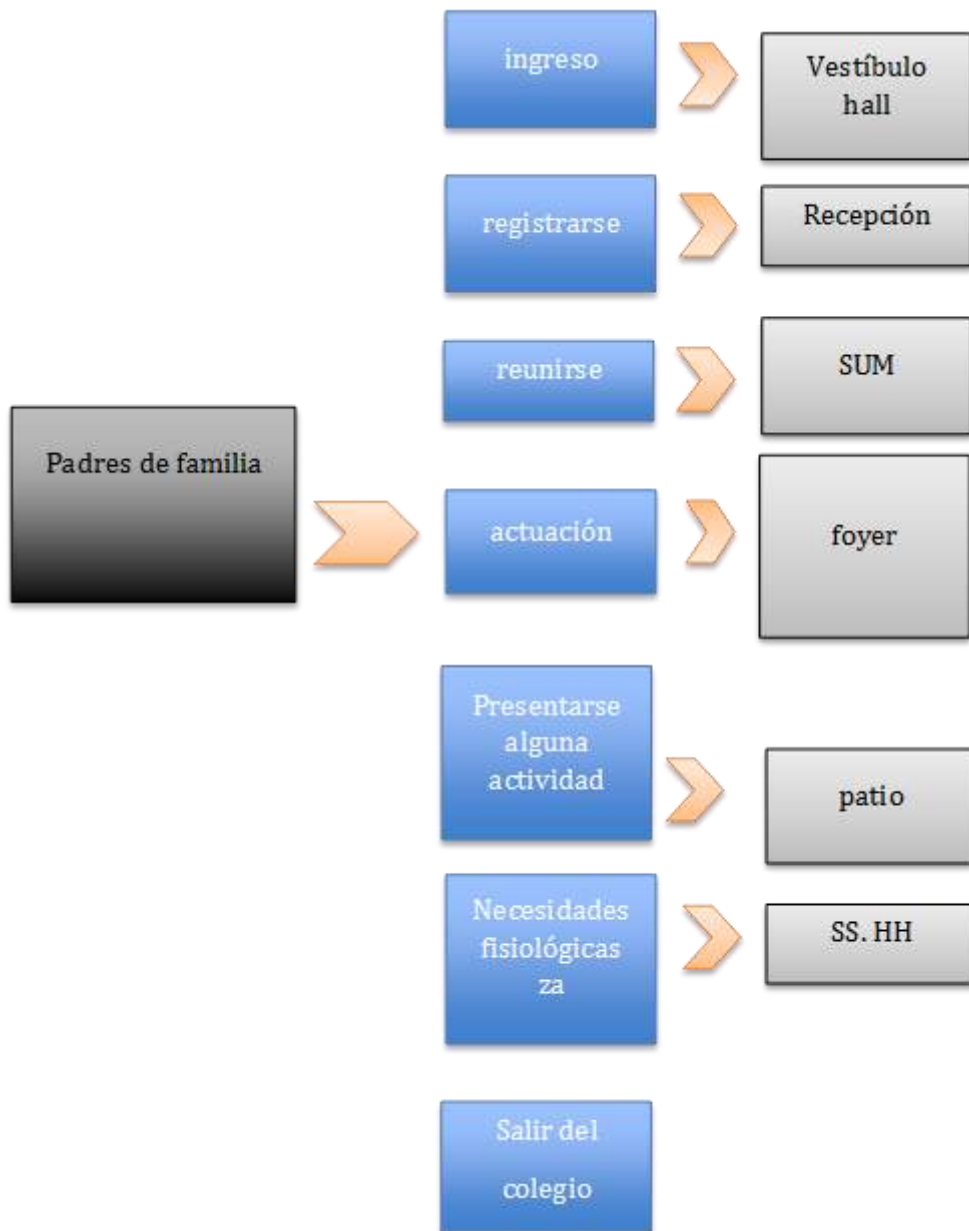 ingreso
Vestíbulo
hall
registrarse
Recepción
reunirse
SUM
Padres de familia
actuación
foyer
Presentarse
alguna
actividad
patio
Necesidades
fisiológicas
za
SS. HH
Salir del
colegio